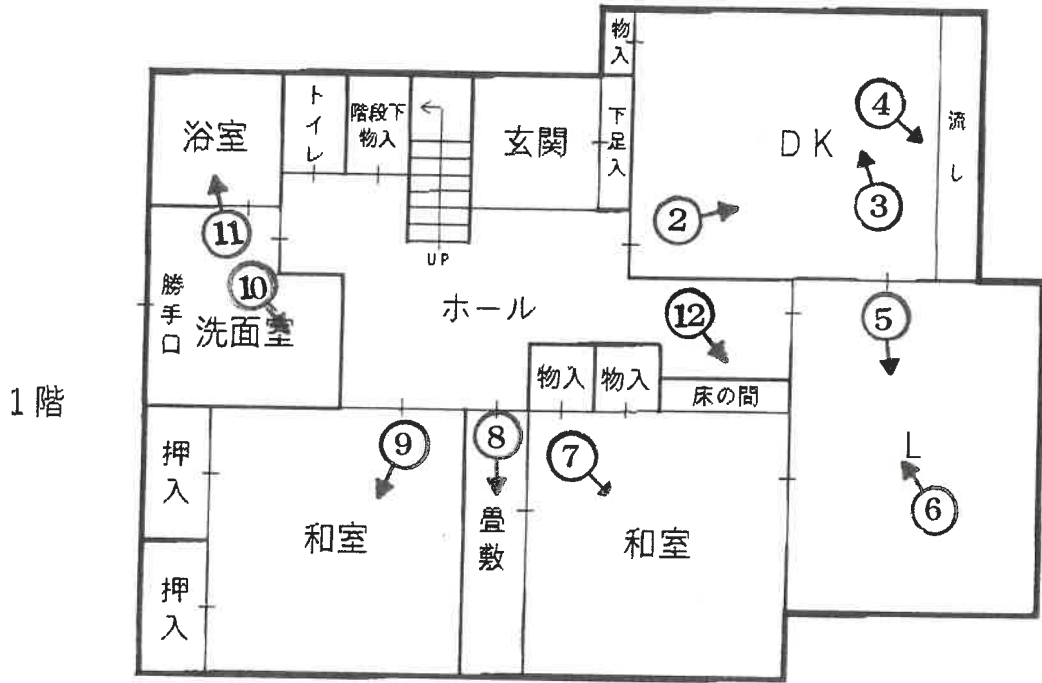 物入
トイレ
階段下
物入
浴室
玄関
下足入
DK
流し
④
③
②
⑪
UP
勝手口
⑩
洗面室
ホール
⑫
⑤
1階
物入
物入
床の間
押入
⑨
⑧
⑦
L
⑥
和室
畳敷
和室
押入